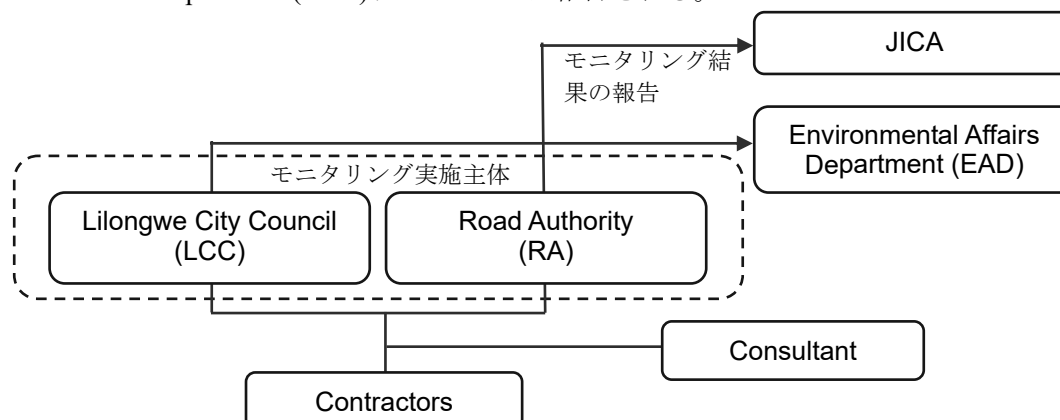 JICA
モニタリング結
果の報告
Environmental Affairs
Department (EAD)
モニタリング実施主体
Lilongwe City Council
(LCC)
Road Authority
(RA)
Consultant
Contractors